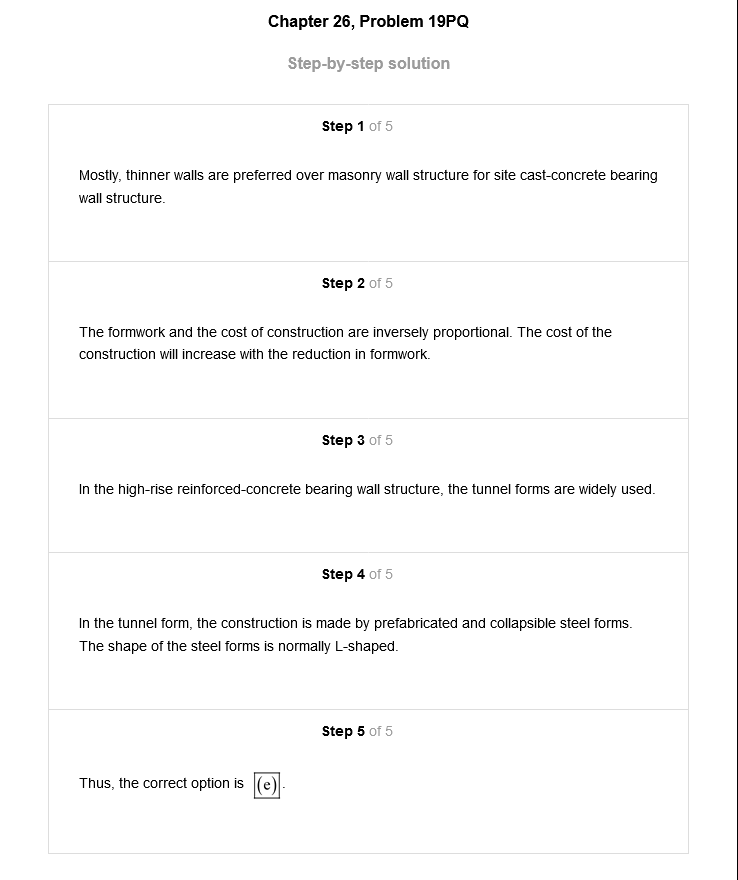 Chapter 26, Problem 19PQ
Step-by-step solution
Step 1 of 5
Mostly, thinner walls are preferred over masonry wall structure for site cast-concrete bearing
wall structure.
Step 2 of 5
The formwork and the cost of construction are inversely proportional. The cost of the
construction will increase with the reduction in formwork.
Step 3 of 5
In the high-rise reinforced-concrete bearing wall structure, the tunnel forms are widely used.
Step 4 of 5
In the tunnel form, the construction is made by prefabricated and collapsible steel forms.
The shape of the steel forms is normally L-shaped.
Step 5 of 5
Thus, the correct option is (e).